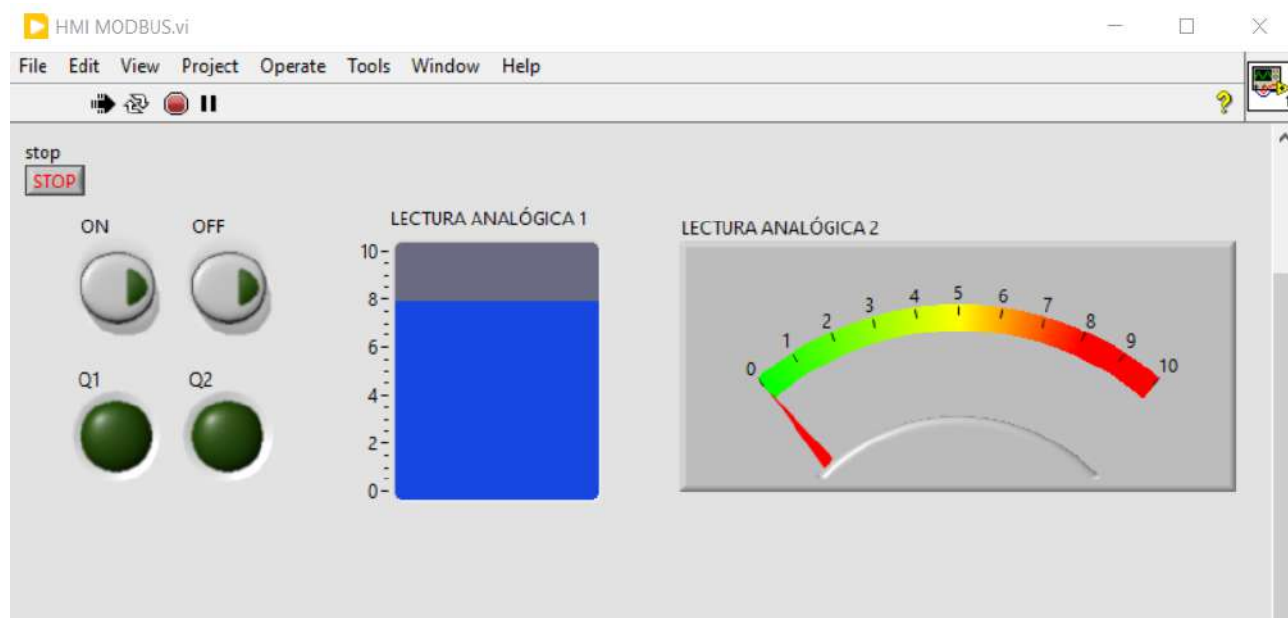 HMI MODBUS.vi
File Edit View Project Operate Tools Window Help
stop
STOP
ON OFF
Q1 Q2
LECTURA ANALÓGICA 1
10
8
6
4
2
0
LECTURA ANALÓGICA 2
0 1 2 3 4 5 6 7 8 9 10